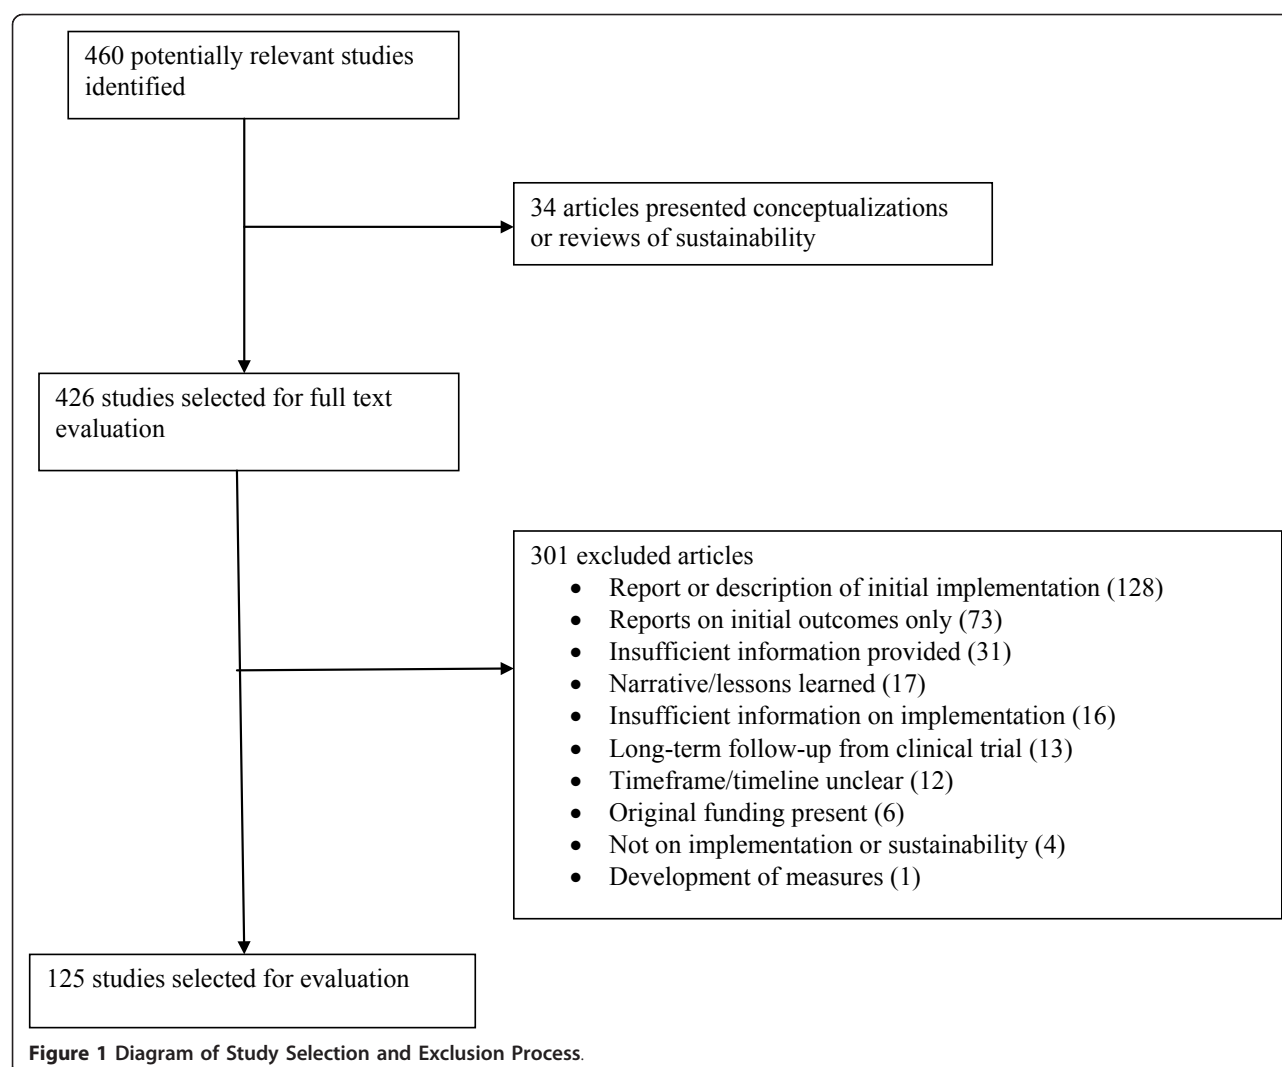 460 potentially relevant studies
identified
34 articles presented conceptualizations
or reviews of sustainability
426 studies selected for full text
evaluation
301 excluded articles
• Report or description of initial implementation (128)
• Reports on initial outcomes only (73)
• Insufficient information provided (31)
• Narrative/lessons learned (17)
• Insufficient information on implementation (16)
• Long-term follow-up from clinical trial (13)
• Timeframe/timeline unclear (12)
• Original funding present (6)
• Not on implementation or sustainability (4)
• Development of measures (1)
125 studies selected for evaluation
Figure 1 Diagram of Study Selection and Exclusion Process.